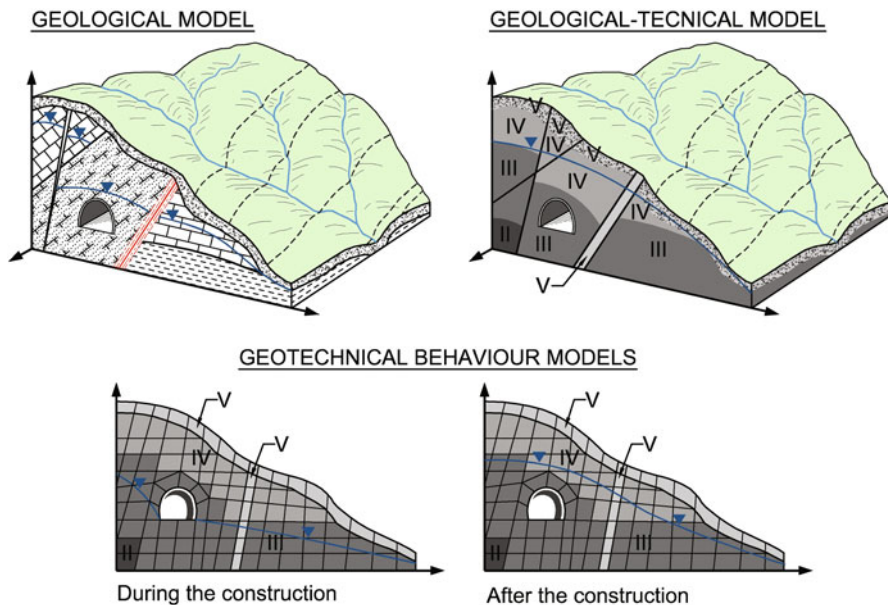 GEOLOGICAL MODEL
GEOLOGICAL-TECNICAL MODEL
V
IV
V
IV
V
III
IV
IV
II
III
III
V
GEOTECHNICAL BEHAVIOUR MODELS
V
V
IV
II
III
During the construction
V
V
IV
II
III
After the construction